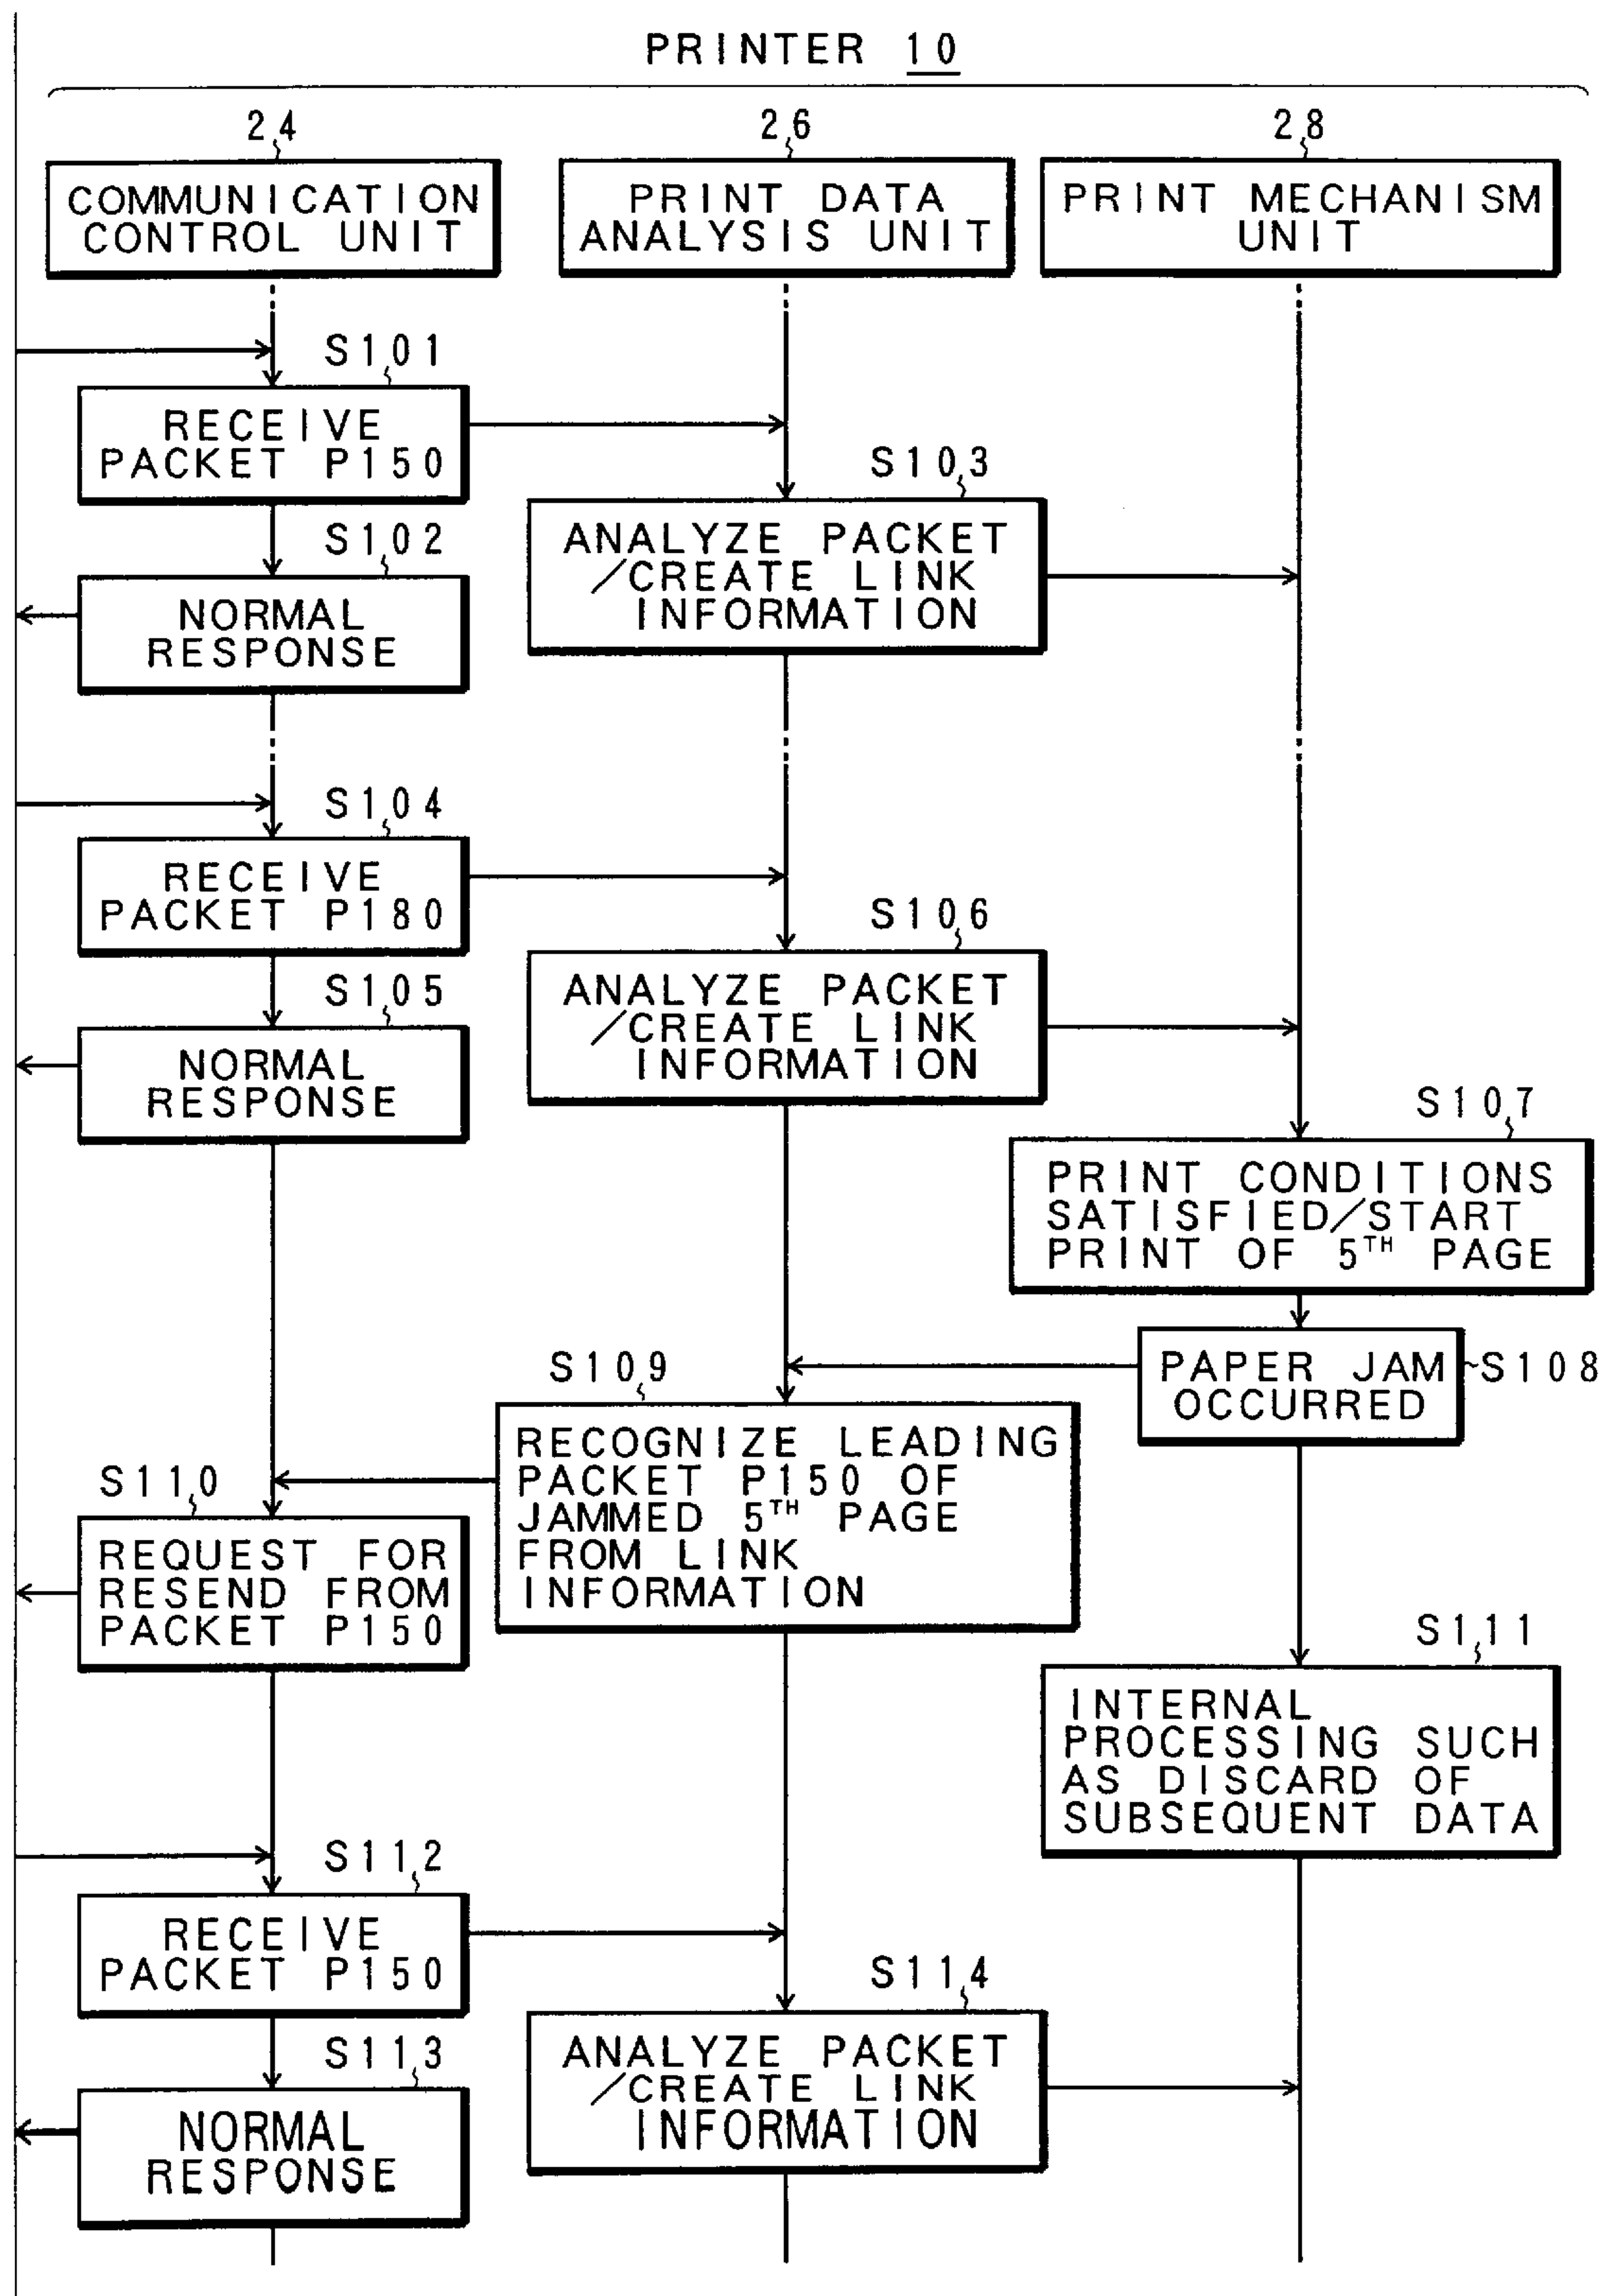 PRINTER 10
24
26
28
COMMUNICATION
CONTROL UNIT
PRINT DATA
ANALYSIS UNIT
PRINT MECHANISM
UNIT
S101
RECEIVE
PACKET P150
S103
ANALYZE PACKET
/CREATE LINK
INFORMATION
S102
NORMAL
RESPONSE
S104
RECEIVE
PACKET P180
S106
ANALYZE PACKET
/CREATE LINK
INFORMATION
S105
NORMAL
RESPONSE
S107
PRINT CONDITIONS
SATISFIED/START
PRINT OF 5TH PAGE
S108
PAPER JAM
OCCURRED
S109
RECOGNIZE LEADING
PACKET P150 OF
JAMMED 5TH PAGE
FROM LINK
INFORMATION
S110
REQUEST FOR
RESEND FROM
PACKET P150
S111
INTERNAL
PROCESSING SUCH
AS DISCARD OF
SUBSEQUENT DATA
S112
RECEIVE
PACKET P150
S114
ANALYZE PACKET
/CREATE LINK
INFORMATION
S113
NORMAL
RESPONSE